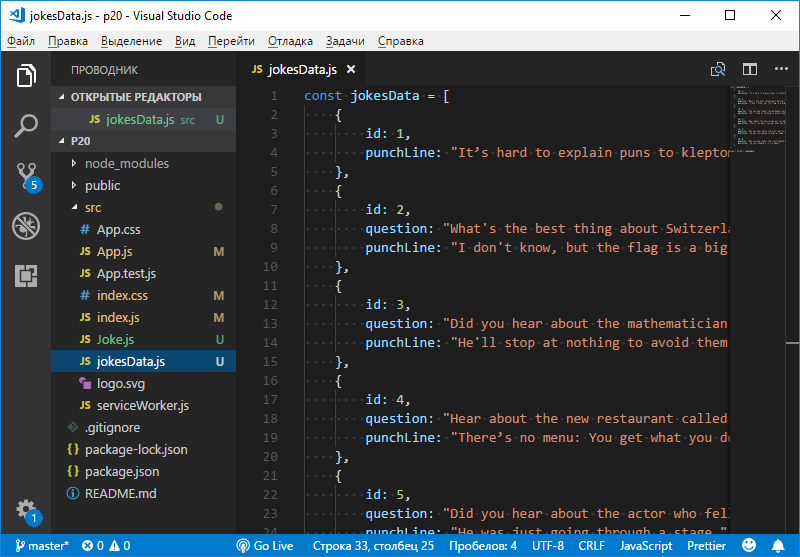 jokesData.js - p20 - Visual Studio Code
Файл Правка Выделение Вид Перейти Отладка Задачи Справка
ПРОВОДНИК
ОТКРЫТЫЕ РЕДАКТОРЫ
JS jokesData.js src U
P20
node_modules
public
src
# App.css
JS App.js M
JS App.test.js
# index.css M
JS index.js M
JS Joke.js U
JS jokesData.js U
logo.svg
JS serviceWorker.js
.gitignore
{} package-lock.json
{} package.json
README.md
5
1
JS jokesData.js
1 const jokesData = [
2 {
3 id: 1,
4 punchLine: "It’s hard to explain puns to
5 },
6 {
7 id: 2,
8 question: "What's the best thing about
9 punchLine: "I don't know, but the flag is a big
10 },
11 {
12 id: 3,
13 question: "Did you hear about the mathematician
14 punchLine: "He'll stop at nothing to avoid them
15 },
16 {
17 id: 4,
18 question: "Hear about the new restaurant called
19 punchLine: "There’s no menu: You get what you
20 },
21 {
22 id: 5,
23 question: "Did you hear about the actor who fell
24 punchLine: "He was just going through a stage."
master* 0 0 Go Live Строка 33, столбец 25 Пробелов: 4 UTF-8 CRLF JavaScript Prettier